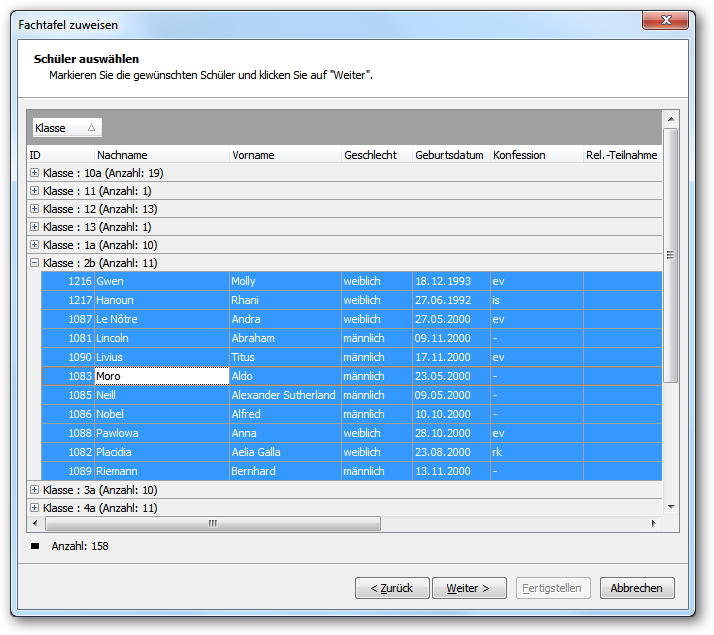 Fachtafel zuweisen
Schüler auswählen
Markieren Sie die gewünschten Schüler und klicken Sie auf "Weiter".
Klasse
ID Nachname Vorname Geschlecht Geburtsdatum Konfession Rel.-Teilnahme
Klasse : 10a (Anzahl: 19)
Klasse : 11 (Anzahl: 1)
Klasse : 12 (Anzahl: 13)
Klasse : 13 (Anzahl: 1)
Klasse : 1a (Anzahl: 10)
Klasse : 2b (Anzahl: 11)
1216 Gwen Molly weiblich 18.12.1993 ev
1217 Hanoun Rhani weiblich 27.06.1992 is
1087 Le Nôtre Andra weiblich 27.05.2000 ev
1081 Lincoln Abraham männlich 09.11.2000 -
1090 Livius Titus männlich 17.11.2000 ev
1083 Moro Aldo männlich 23.05.2000 -
1085 Neill Alexander Sutherland männlich 09.05.2000 -
1086 Nobel Alfred männlich 10.10.2000 -
1088 Pawlowa Anna weiblich 28.10.2000 ev
1082 Placidia Aelia Galla weiblich 23.08.2000 rk
1089 Riemann Bernhard männlich 13.11.2000 -
Klasse : 3a (Anzahl: 10)
Klasse : 4a (Anzahl: 11)
Anzahl: 158
< Zurück Weiter > Fertigstellen Abbrechen